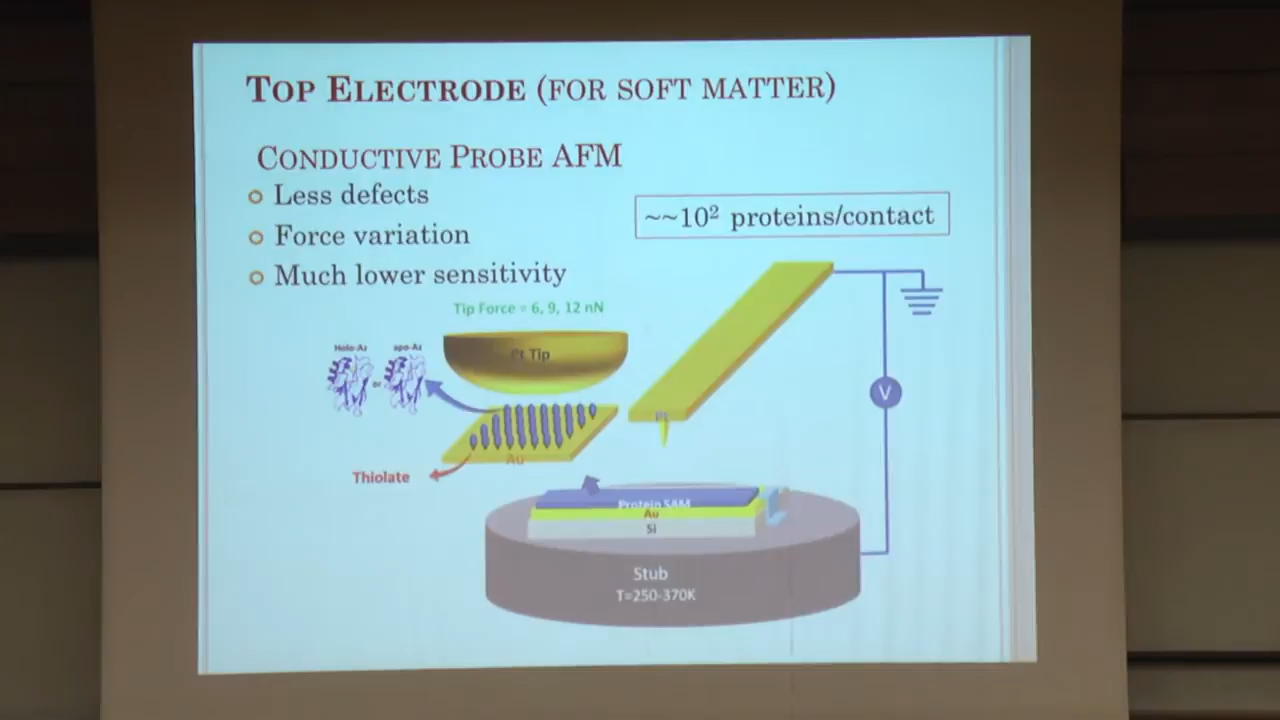 TOP ELECTRODE (FOR SOFT MATTER)
CONDUCTIVE PROBE AFM
Less defects
Force variation
Much lower sensitivity
~~10² proteins/contact
Tip Force = 6, 9, 12 nN
Holo-Az
apo-Az
or
Pt Tip
Au
Thiolate
Pt
V
Protein SAM
Au
Si
Stub
T=250-370K